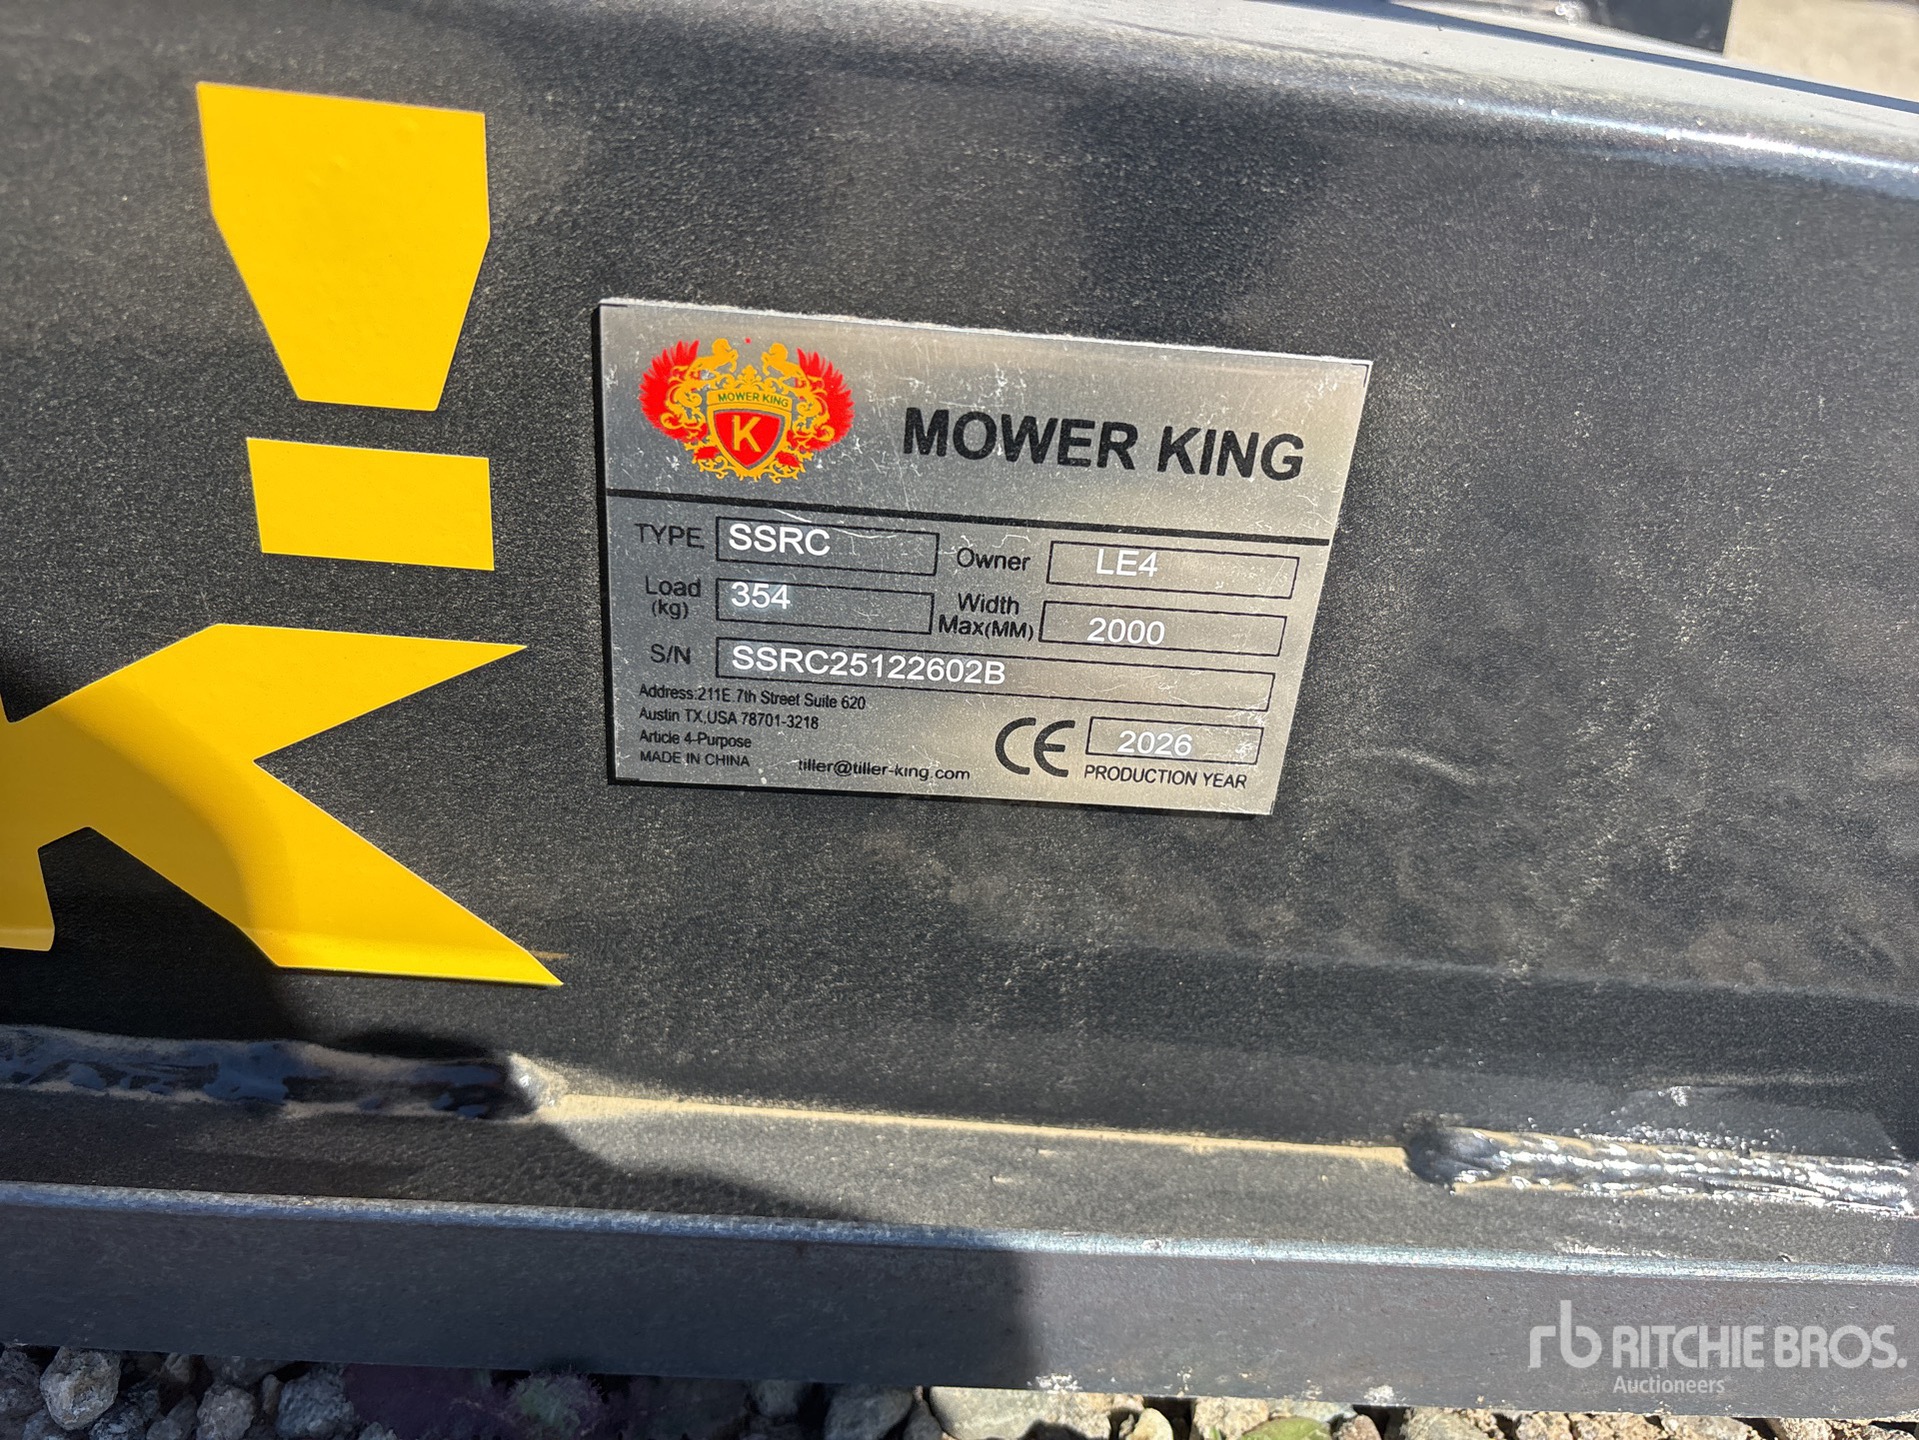 MOWER KING
K
MOWER KING
TYPE SSRC Owner LE4
Load (kg) 354 Width Max(MM) 2000
S/N SSRC25122602B
Address:211E.7th Street Suite 620
Austin TX,USA 78701-3218
Article 4-Purpose
MADE IN CHINA tiller@tiller-king.com
CE 2026
PRODUCTION YEAR
K
rb RITCHIE BROS.
Auctioneers